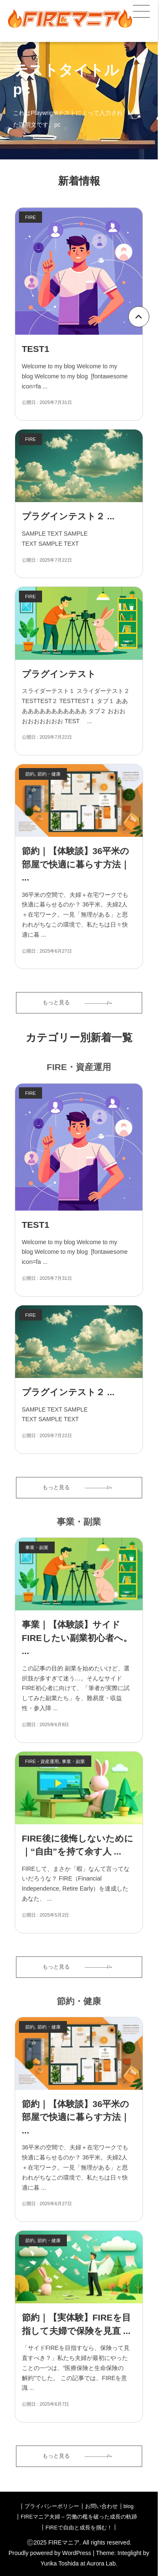 FIREマニア
トタイトル
pc
これはPlaywrightテストによって入力され
た説明文です。pc
新着情報
FIRE
TEST1
Welcome to my blog Welcome to my
blog Welcome to my blog [fontawesome
icon=fa ...
公開日 : 2025年7月31日
FIRE
プラグインテスト２ ...
SAMPLE TEXT SAMPLE
TEXT SAMPLE TEXT
公開日 : 2025年7月22日
FIRE
プラグインテスト
スライダーテスト１ スライダーテスト２
TESTTEST２ TESTTEST１ タブ１ ああ
ああああああああああああ タブ２ おおお
おおおおおおおお TEST ...
公開日 : 2025年7月22日
節約, 節約・健康
節約｜【体験談】36平米の
部屋で快適に暮らす方法｜
...
36平米の空間で、夫婦＋在宅ワークでも
快適に暮らせるのか？ 36平米。夫婦2人
＋在宅ワーク。一見「無理がある」と思
われがちなこの環境で、私たちは日々快
適に暮 ...
公開日 : 2025年6月27日
もっと見る
カテゴリー別新着一覧
FIRE・資産運用
FIRE
TEST1
Welcome to my blog Welcome to my
blog Welcome to my blog [fontawesome
icon=fa ...
公開日 : 2025年7月31日
FIRE
プラグインテスト２ ...
SAMPLE TEXT SAMPLE
TEXT SAMPLE TEXT
公開日 : 2025年7月22日
もっと見る
事業・副業
事業・副業
事業｜【体験談】サイド
FIREしたい副業初心者へ。
...
この記事の目的 副業を始めたいけど、選
択肢が多すぎて迷う…。そんなサイド
FIRE初心者に向けて、「筆者が実際に試
してみた副業たち」を、難易度・収益
性・参入障 ...
公開日 : 2025年6月8日
FIRE・資産運用, 事業・副業
FIRE後に後悔しないために
｜“自由”を持て余す人 ...
FIREして、まさか「暇」なんて言ってな
いだろうな？ FIRE（Financial
Independence, Retire Early）を達成した
あなた、 ...
公開日 : 2025年5月2日
もっと見る
節約・健康
節約, 節約・健康
節約｜【体験談】36平米の
部屋で快適に暮らす方法｜
...
36平米の空間で、夫婦＋在宅ワークでも
快適に暮らせるのか？ 36平米。夫婦2人
＋在宅ワーク。一見「無理がある」と思
われがちなこの環境で、私たちは日々快
適に暮 ...
公開日 : 2025年6月27日
節約, 節約・健康
節約｜【実体験】FIREを目
指して夫婦で保険を見直 ...
「サイドFIREを目指すなら、保険って見
直すべき？」私たち夫婦が最初にやった
ことの一つは、“医療保険と生命保険の
解約”でした。 この記事では、FIREを意
識 ...
公開日 : 2025年6月7日
もっと見る
| プライバシーポリシー | お問い合わせ | blog
| FIREマニア夫婦 – 労働の檻を破った成長の軌跡
| FIREで自由と成長を掴む！ |
Ⓒ2025 FIREマニア. All rights reserved.
Proudly powered by WordPress | Theme: Integlight by
Yurika Toshida at Aurora Lab.